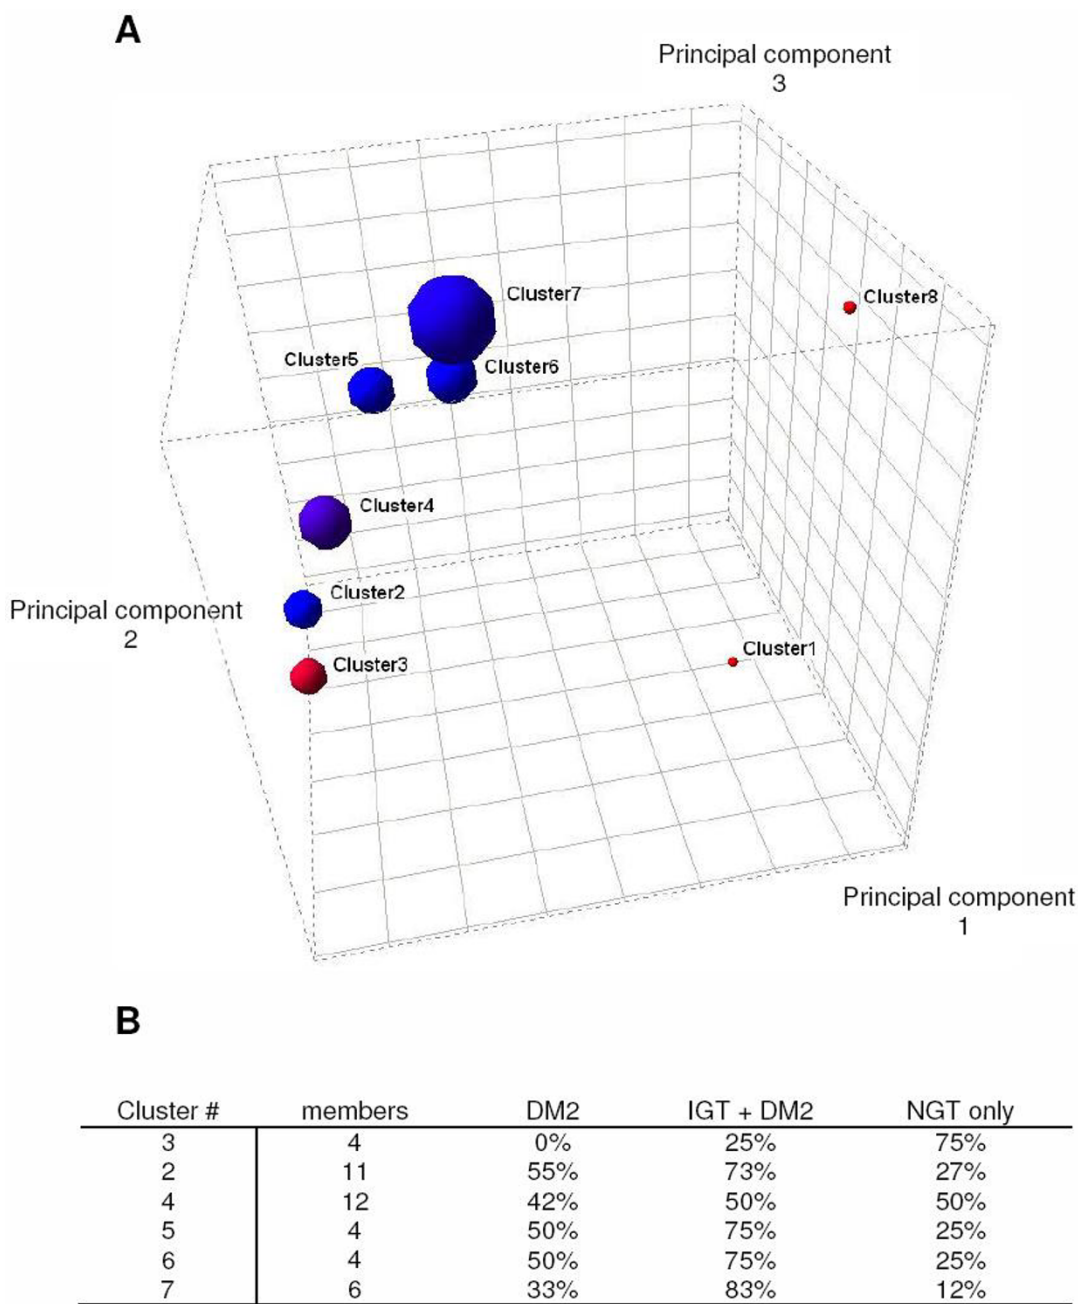 A
Principal component
3
Cluster7
Cluster8
Cluster5
Cluster6
Cluster4
Cluster2
Principal component
2
Cluster1
Cluster3
Principal component
1
B
Cluster # members DM2 IGT + DM2 NGT only
3 4 0% 25% 75%
2 11 55% 73% 27%
4 12 42% 50% 50%
5 4 50% 75% 25%
6 4 50% 75% 25%
7 6 33% 83% 12%